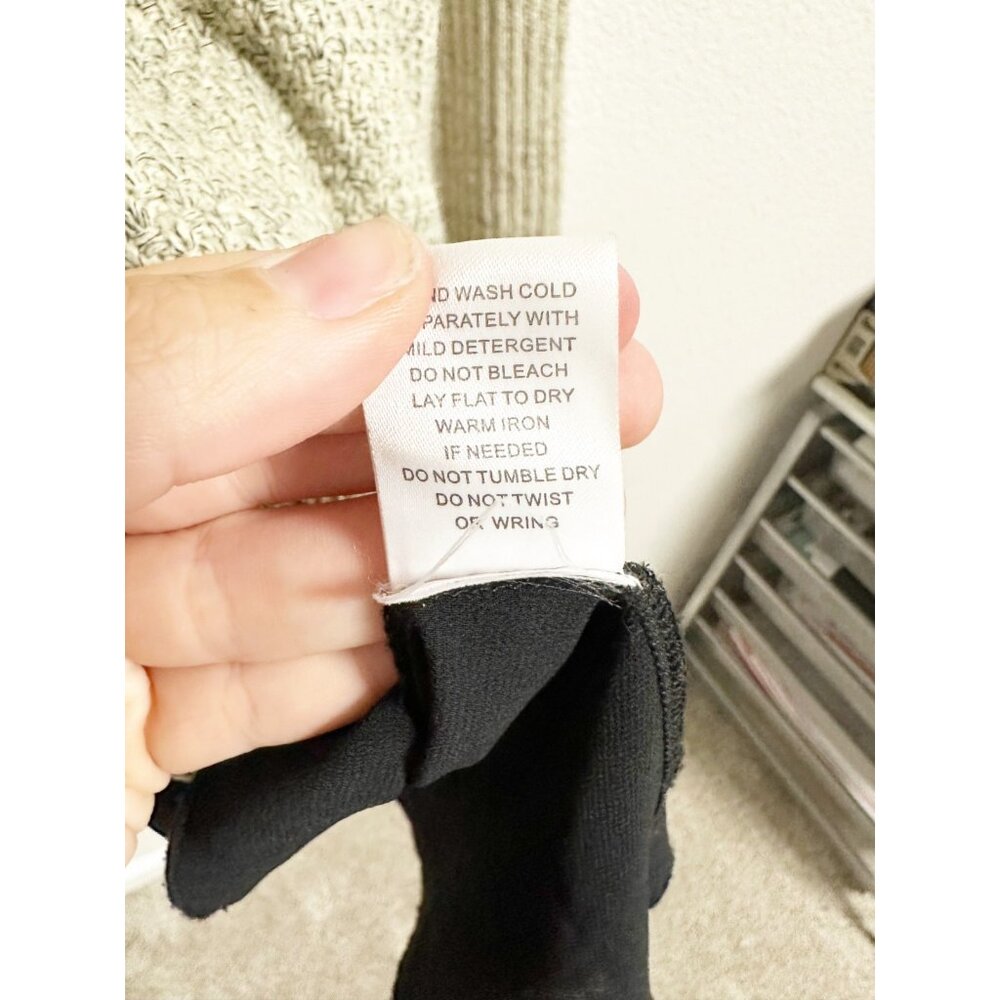 ND WASH COLD
PARATELY WITH
MILD DETERGENT
DO NOT BLEACH
LAY FLAT TO DRY
WARM IRON
IF NEEDED
DO NOT TUMBLE DRY
DO NOT TWIST
OR WRING